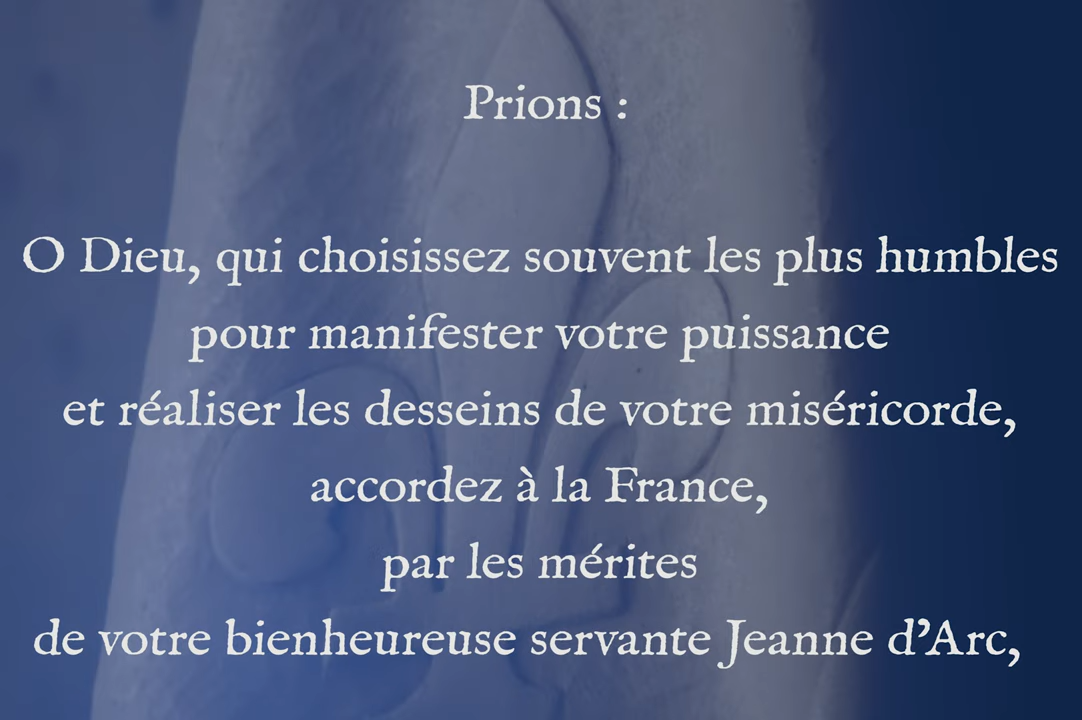 Prions :
O Dieu, qui choisissez souvent les plus humbles
pour manifester votre puissance
et réaliser les desseins de votre miséricorde,
accordez à la France,
par les mérites
de votre bienheureuse servante Jeanne d’Arc,